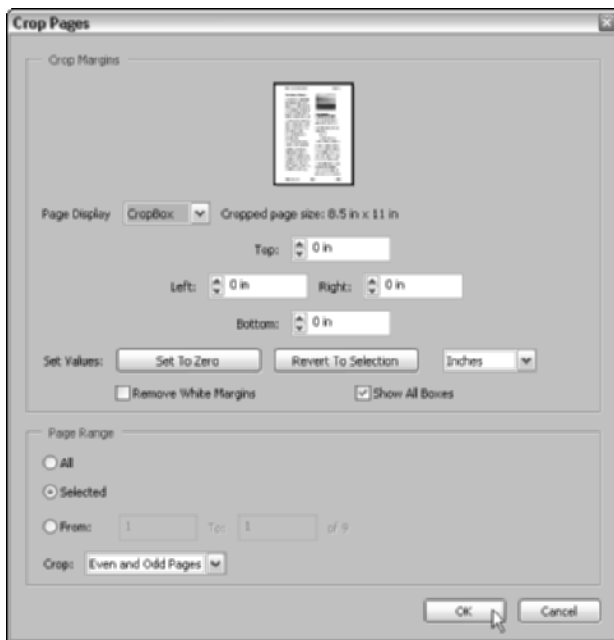 Crop Pages
Crop Margins
Page Display CropBox Cropped page size: 8.5 in x 11 in
Top: 0 in
Left: 0 in Right: 0 in
Bottom: 0 in
Set Values: Set To Zero Revert To Selection Inches
Remove White Margins Show All Boxes
Page Range
All
Selected
From: 1 To: 1 of 9
Crop: Even and Odd Pages
OK Cancel